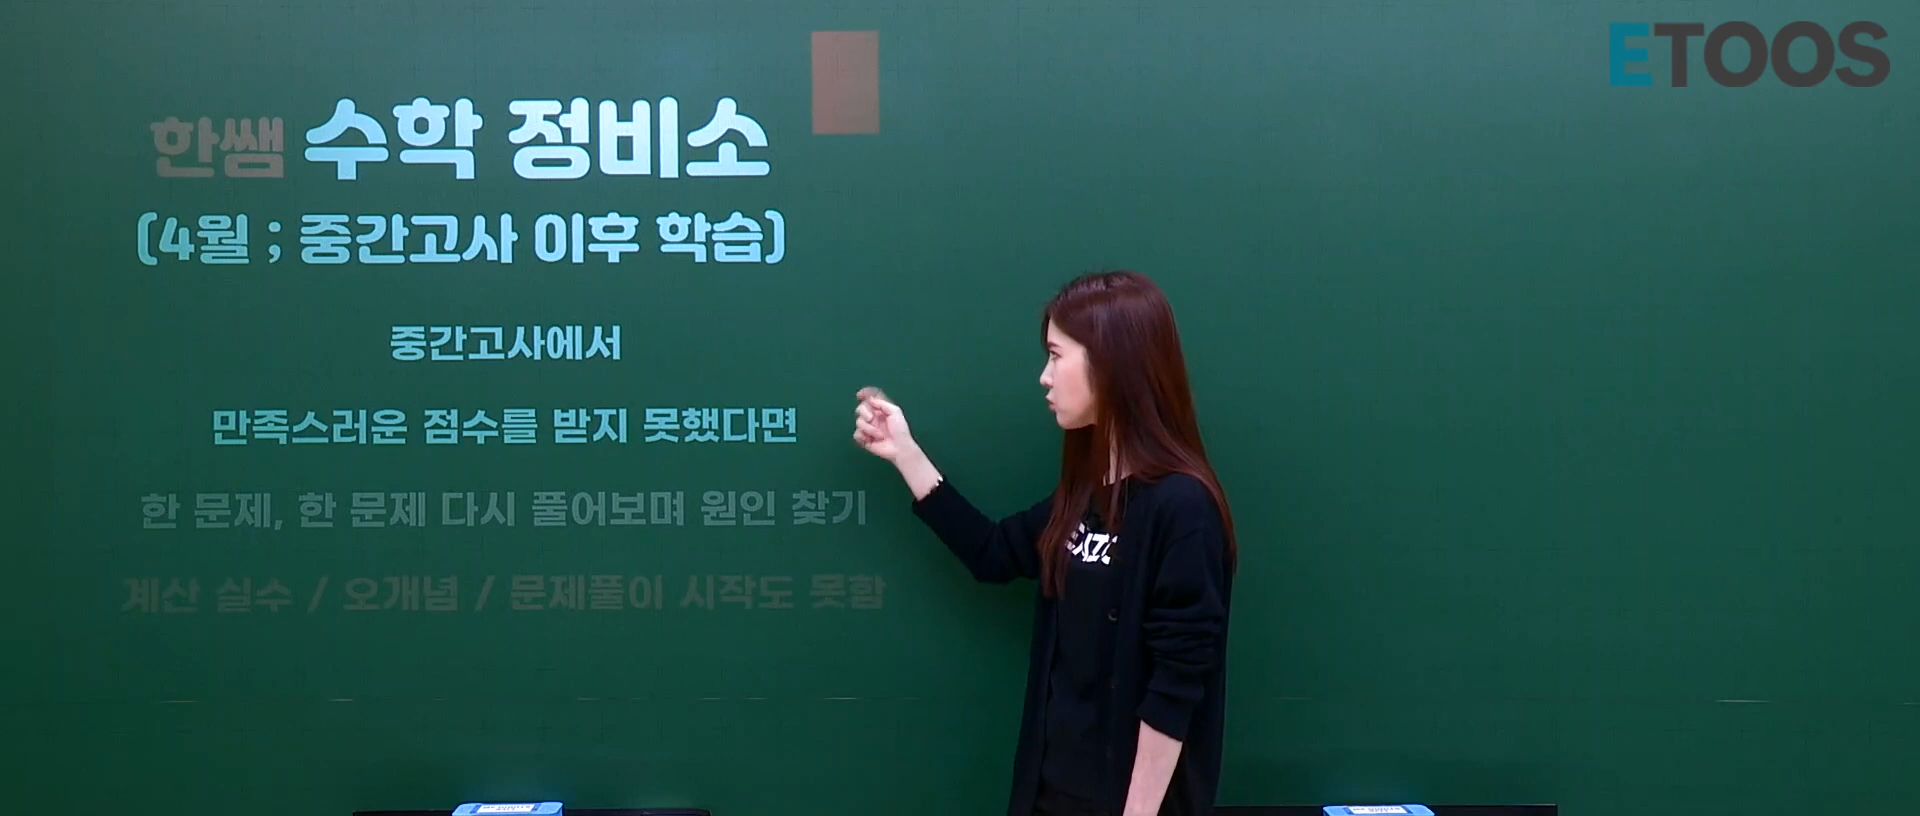 ETOOS
한쌤 수학 정비소
(4월 ; 중간고사 이후 학습)
중간고사에서
만족스러운 점수를 받지 못했다면
한 문제, 한 문제 다시 풀어보며 원인 찾기
계산 실수 / 오개념 / 문제풀이 시작도 못함